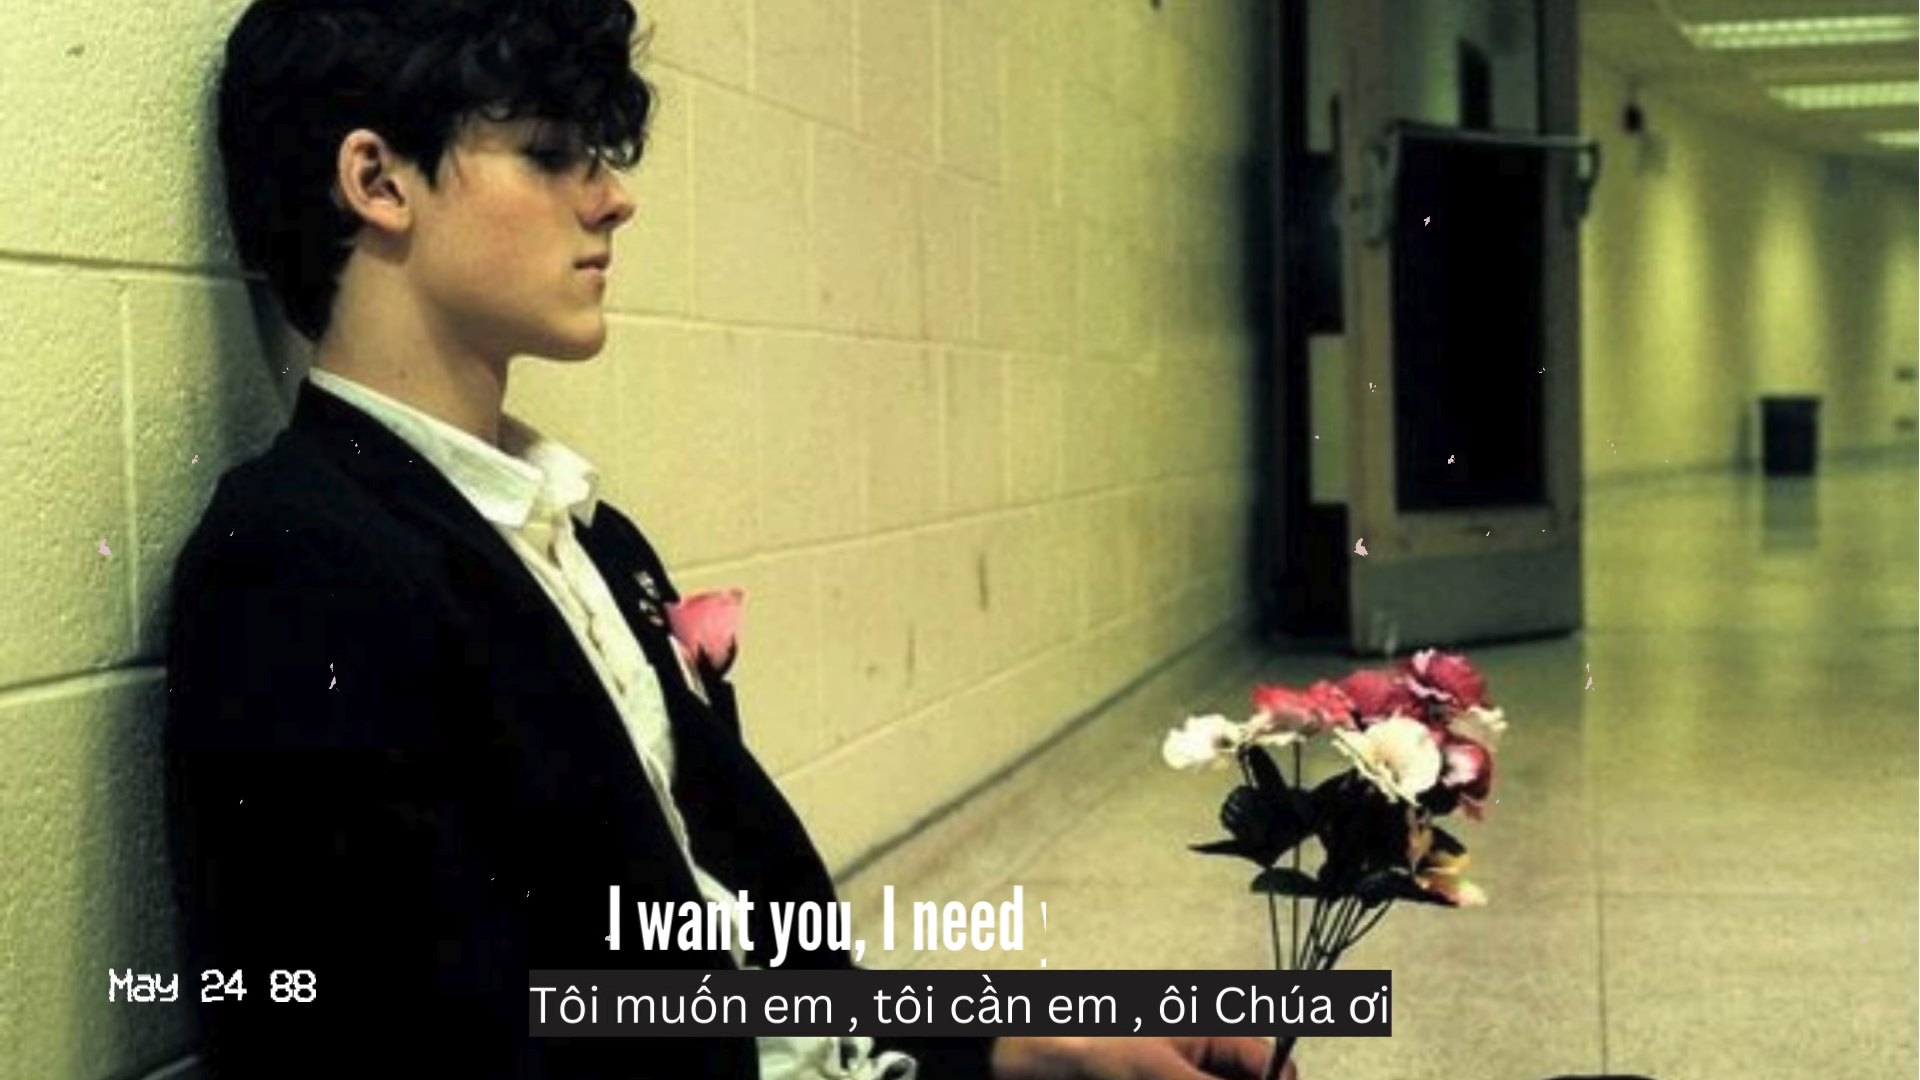 I want you, I need
May 24 88
Tôi muốn em , tôi cần em , ôi Chúa ơi